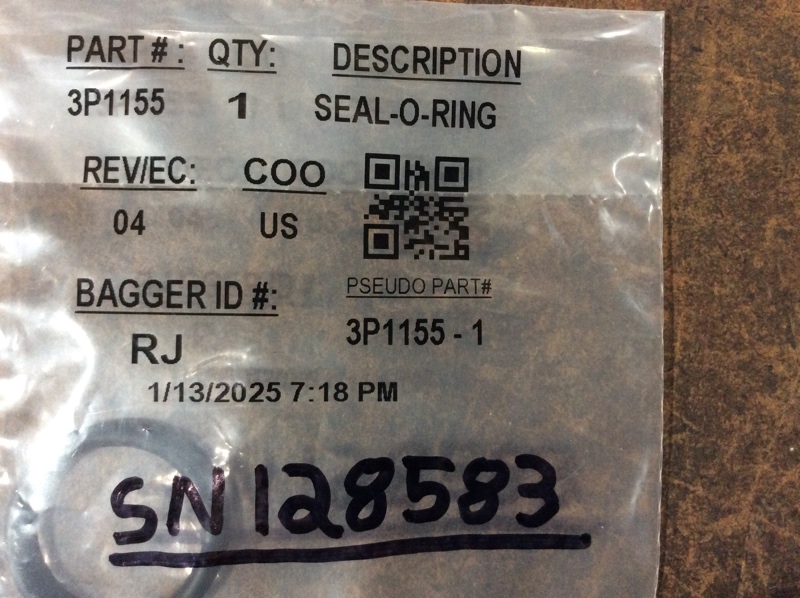 PART # : QTY: DESCRIPTION
3P1155 1 SEAL-O-RING
REV/EC: COO
04 US
BAGGER ID #: PSEUDO PART#
RJ 3P1155 - 1
1/13/2025 7:18 PM
SN128583